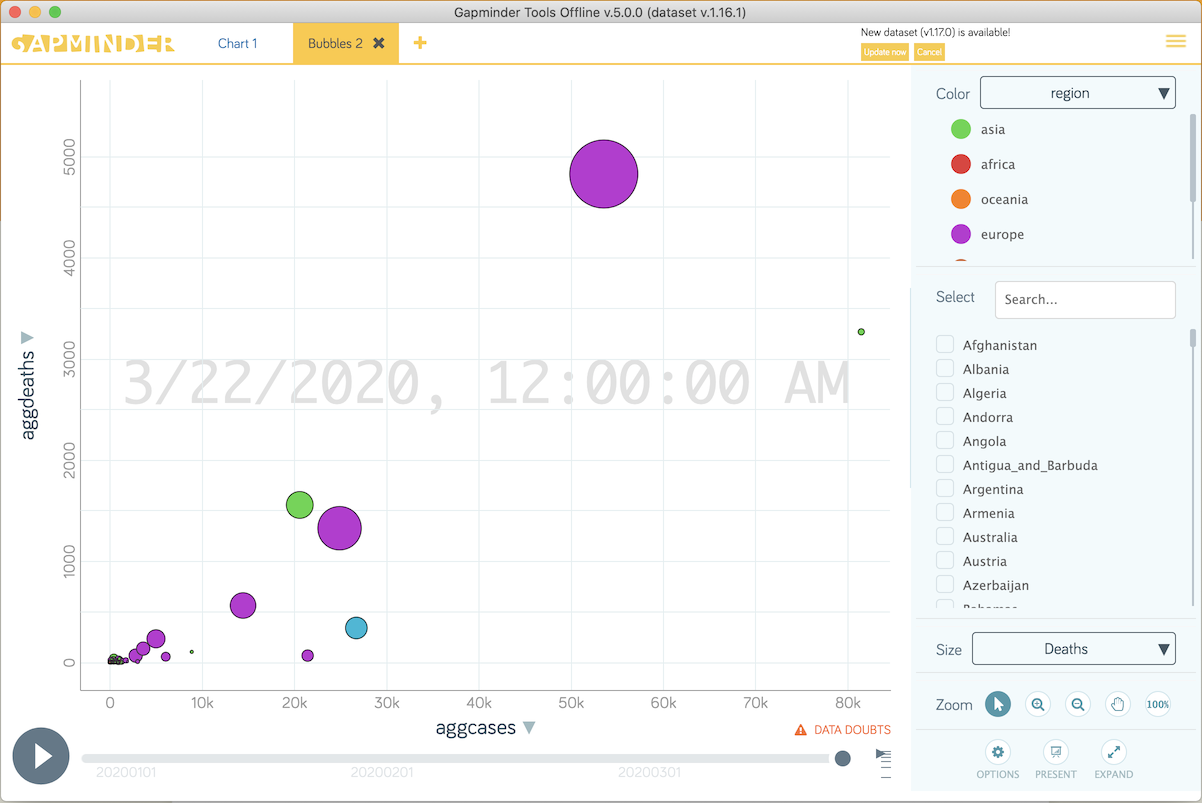 Gapminder Tools Offline v.5.0.0 (dataset v.1.16.1)
GAPMINDER
Chart 1
Bubbles 2 ✖
+
New dataset (v1.17.0) is available!
Update now
Cancel
Color
region ▼
asia
africa
oceania
europe
Select
Search...
Afghanistan
Albania
Algeria
Andorra
Angola
Antigua_and_Barbuda
Argentina
Armenia
Australia
Austria
Azerbaijan
Size
Deaths ▼
Zoom
100%
OPTIONS
PRESENT
EXPAND
aggdeaths ▼
5000
4000
3000
2000
1000
0
3/22/2020, 12:00:00 AM
0
10k
20k
30k
40k
50k
60k
70k
80k
aggcases ▼
DATA DOUBTS
20200101
20200201
20200301